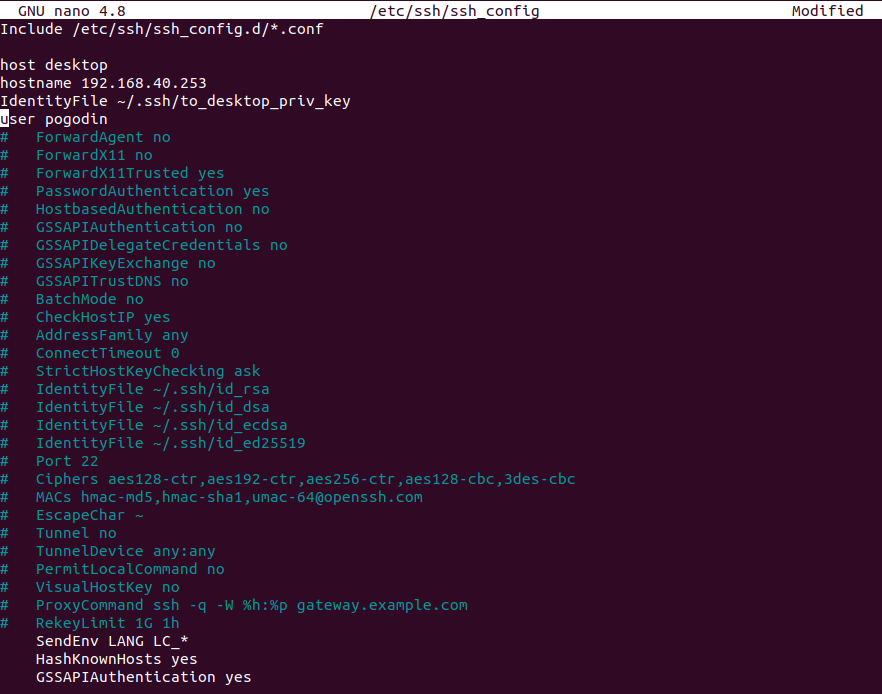 GNU nano 4.8 /etc/ssh/ssh_config Modified
Include /etc/ssh/ssh_config.d/*.conf
host desktop
hostname 192.168.40.253
IdentityFile ~/.ssh/to_desktop_priv_key
user pogodin
#   ForwardAgent no
#   ForwardX11 no
#   ForwardX11Trusted yes
#   PasswordAuthentication yes
#   HostbasedAuthentication no
#   GSSAPIAuthentication no
#   GSSAPIDelegateCredentials no
#   GSSAPIKeyExchange no
#   GSSAPITrustDNS no
#   BatchMode no
#   CheckHostIP yes
#   AddressFamily any
#   ConnectTimeout 0
#   StrictHostKeyChecking ask
#   IdentityFile ~/.ssh/id_rsa
#   IdentityFile ~/.ssh/id_dsa
#   IdentityFile ~/.ssh/id_ecdsa
#   IdentityFile ~/.ssh/id_ed25519
#   Port 22
#   Ciphers aes128-ctr,aes192-ctr,aes256-ctr,aes128-cbc,3des-cbc
#   MACs hmac-md5,hmac-sha1,umac-64@openssh.com
#   EscapeChar ~
#   Tunnel no
#   TunnelDevice any:any
#   PermitLocalCommand no
#   VisualHostKey no
#   ProxyCommand ssh -q -W %h:%p gateway.example.com
#   RekeyLimit 1G 1h
    SendEnv LANG LC_*
    HashKnownHosts yes
    GSSAPIAuthentication yes